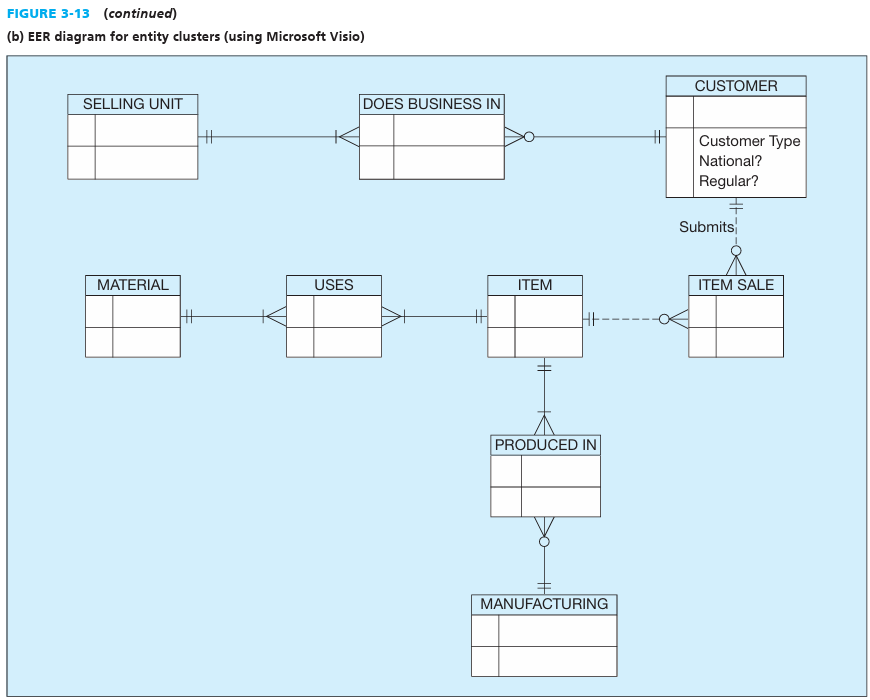 FIGURE 3-13 (continued)
(b) EER diagram for entity clusters (using Microsoft Visio)
SELLING UNIT
DOES BUSINESS IN
CUSTOMER
Customer Type
National?
Regular?
Submits
MATERIAL
USES
ITEM
ITEM SALE
PRODUCED IN
MANUFACTURING